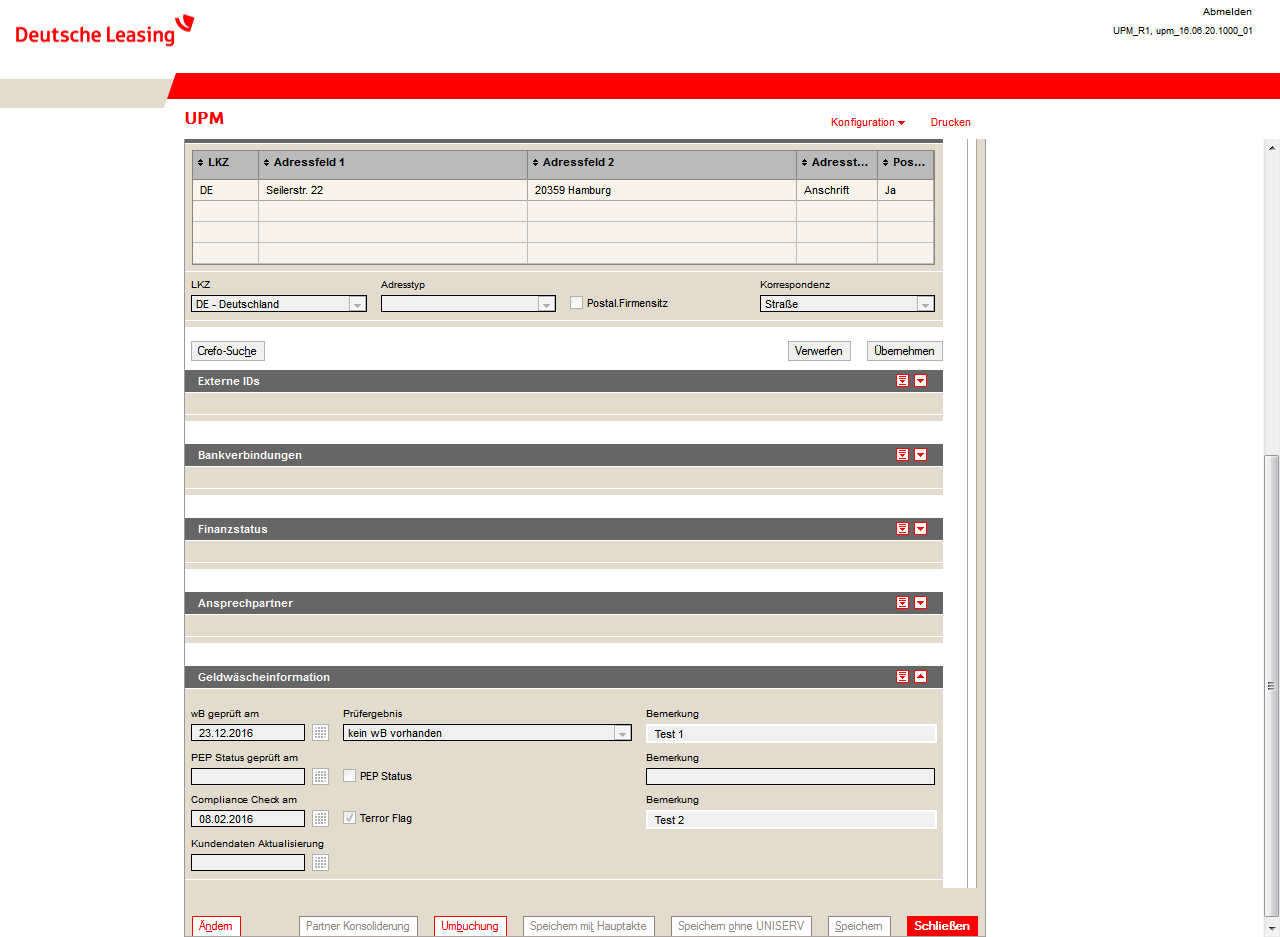 Abmelden
Deutsche Leasing
UPM_R1, upm_16.06.20.1000_01
UPM
Konfiguration
Drucken
LKZ Adressfeld 1 Adressfeld 2 Adresst... Pos...
DE Seilerstr. 22 20359 Hamburg Anschrift Ja
LKZ Adresstyp Korrespondenz
DE - Deutschland Postal.Firmensitz Straße
Crefo-Suche Verwerfen Übernehmen
Externe IDs
Bankverbindungen
Finanzstatus
Ansprechpartner
Geldwäscheinformation
wB geprüft am Prüfergebnis Bemerkung
23.12.2016 kein wB vorhanden Test 1
PEP Status geprüft am Bemerkung
PEP Status
Compliance Check am Bemerkung
08.02.2016 Terror Flag Test 2
Kundendaten Aktualisierung
Ändern Partner Konsolidierung Umbuchung Speichern mit Hauptakte Speichern ohne UNISERV Speichern Schließen